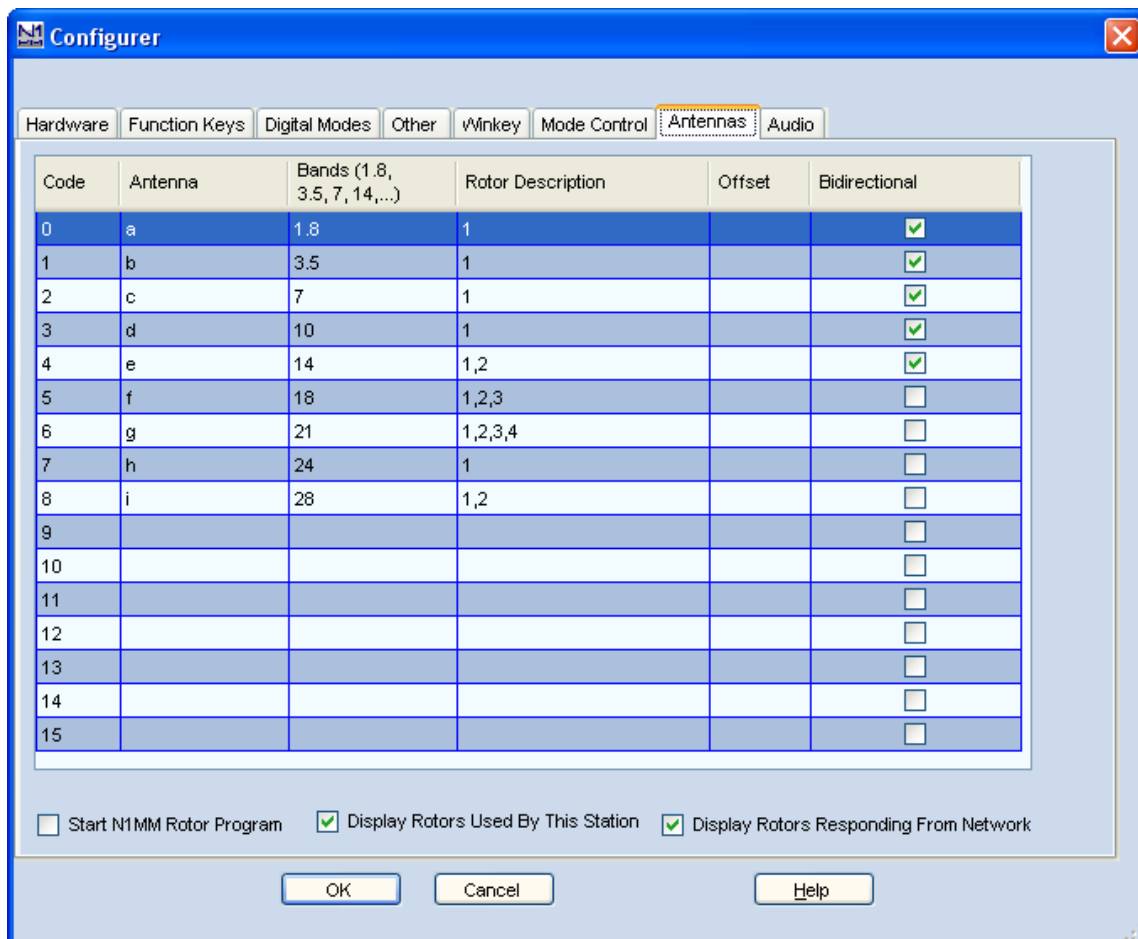 N1 MM Configurer
Hardware Function Keys Digital Modes Other Winkey Mode Control Antennas Audio
Code Antenna Bands (1.8, 3.5, 7, 14,...) Rotor Description Offset Bidirectional
0 a 1.8 1
1 b 3.5 1
2 c 7 1
3 d 10 1
4 e 14 1,2
5 f 18 1,2,3
6 g 21 1,2,3,4
7 h 24 1
8 i 28 1,2
9
10
11
12
13
14
15
Start N1MM Rotor Program Display Rotors Used By This Station Display Rotors Responding From Network
OK Cancel Help